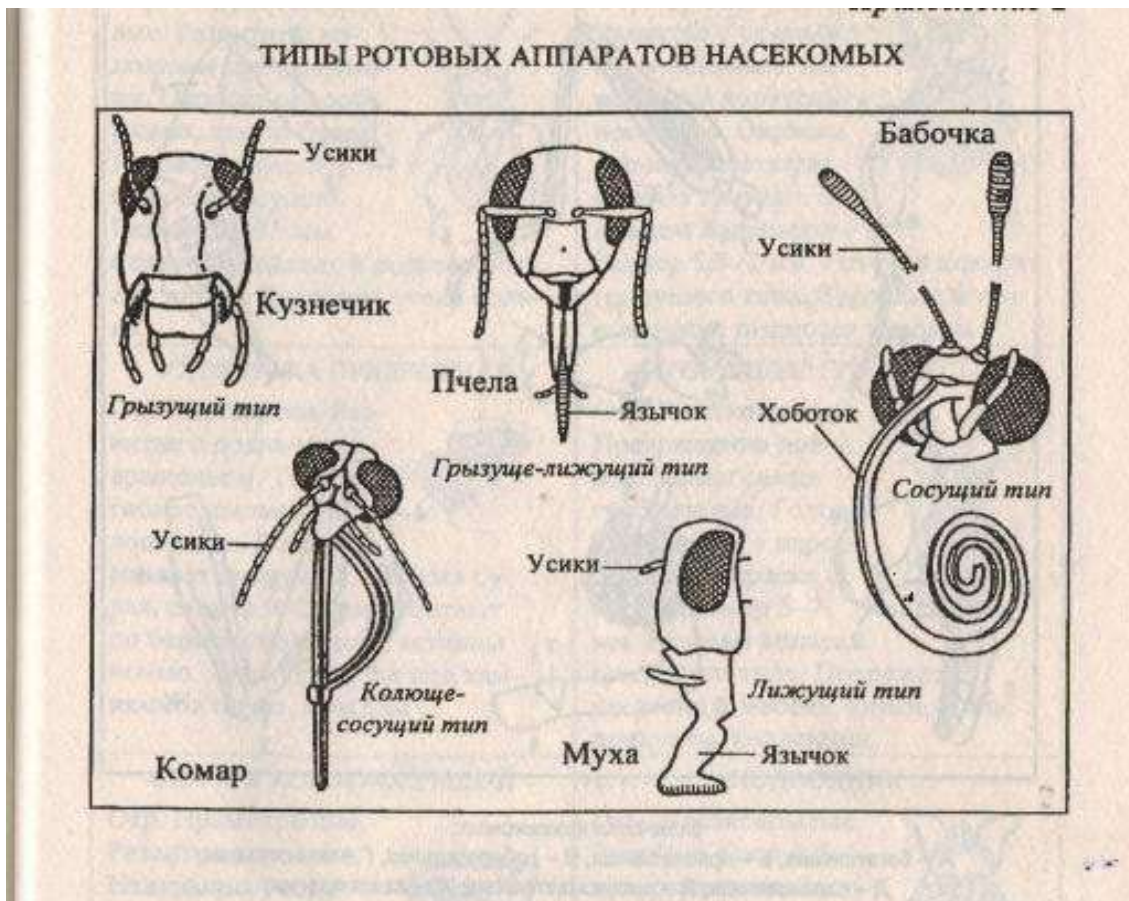 ТИПЫ РОТОВЫХ АППАРАТОВ НАСЕКОМЫХ
Усики
Кузнечик
Грызущий тип
Пчела
Язычок
Грызуще-лижущий тип
Бабочка
Усики
Хоботок
Сосущий тип
Усики
Колюще-
сосущий тип
Комар
Усики
Лижущий тип
Муха
Язычок